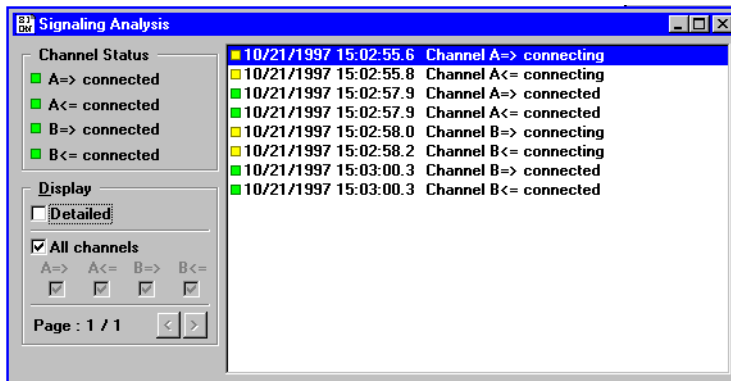 Signaling Analysis
Channel Status
A=> connected
A<= connected
B=> connected
B<= connected
Display
Detailed
All channels
A=> A<= B=> B<=
Page : 1 / 1 < >
10/21/1997 15:02:55.6 Channel A=> connecting
10/21/1997 15:02:55.8 Channel A<= connecting
10/21/1997 15:02:57.9 Channel A=> connected
10/21/1997 15:02:57.9 Channel A<= connected
10/21/1997 15:02:58.0 Channel B=> connecting
10/21/1997 15:02:58.2 Channel B<= connecting
10/21/1997 15:03:00.3 Channel B=> connected
10/21/1997 15:03:00.3 Channel B<= connected